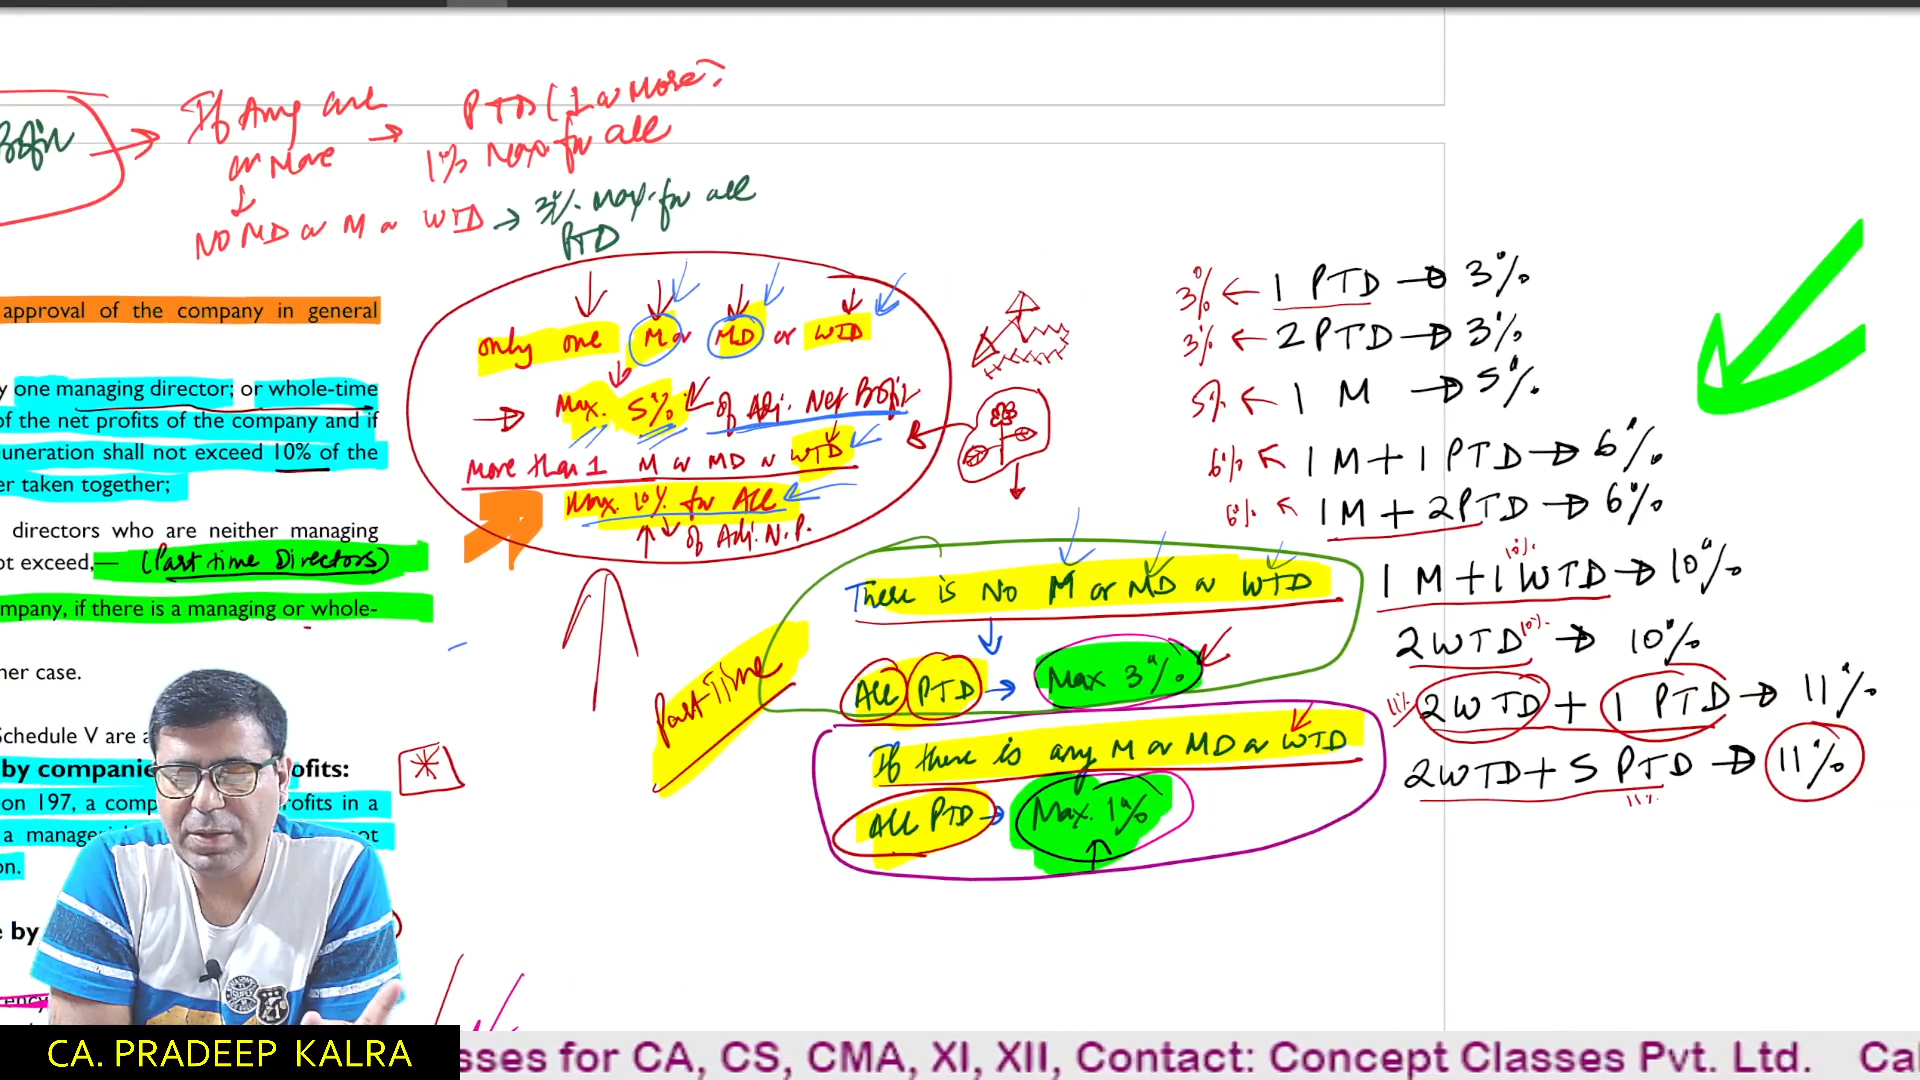 If Any one → PTD (1 or More)
or More 1% Max. for all
NO MD or M or WTD → 3% Max. for all
PTD
approval of the company in general
only one M or MD or WTD
→ Max. 5% of Adj. Net Profit
More than 1 M or MD or WTD
Max. 10% for All
of Adj. N.P.
y one managing director; or whole-time
of the net profits of the company and if
uneration shall not exceed 10% of the
er taken together;
directors who are neither managing
ot exceed,— (Part time Directors)
mpany, if there is a managing or whole-
her case.
Schedule V are a
by companie ofits:
on 197, a comp rofits in a
a manageri not
on.
e by
ency
Part Time
There is No M or MD or WTD
All PTD → Max 3%
If there is any M or MD or WTD
All PTD → Max. 1%
3% ← 1 PTD → 3%
3% ← 2 PTD → 3%
5% ← 1 M → 5%
6% ← 1 M + 1 PTD → 6%
6% ← 1 M + 2 PTD → 6%
10%
1 M + 1 WTD → 10%
2 WTD 10% → 10%
11% 2 WTD + 1 PTD → 11%
2 WTD + 5 PTD → 11%
11%
CA. PRADEEP KALRA
sses for CA, CS, CMA, XI, XII, Contact: Concept Classes Pvt. Ltd. Cal